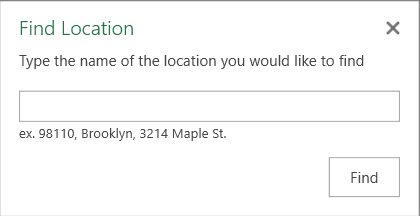 Find Location
Type the name of the location you would like to find
ex. 98110, Brooklyn, 3214 Maple St.
Find